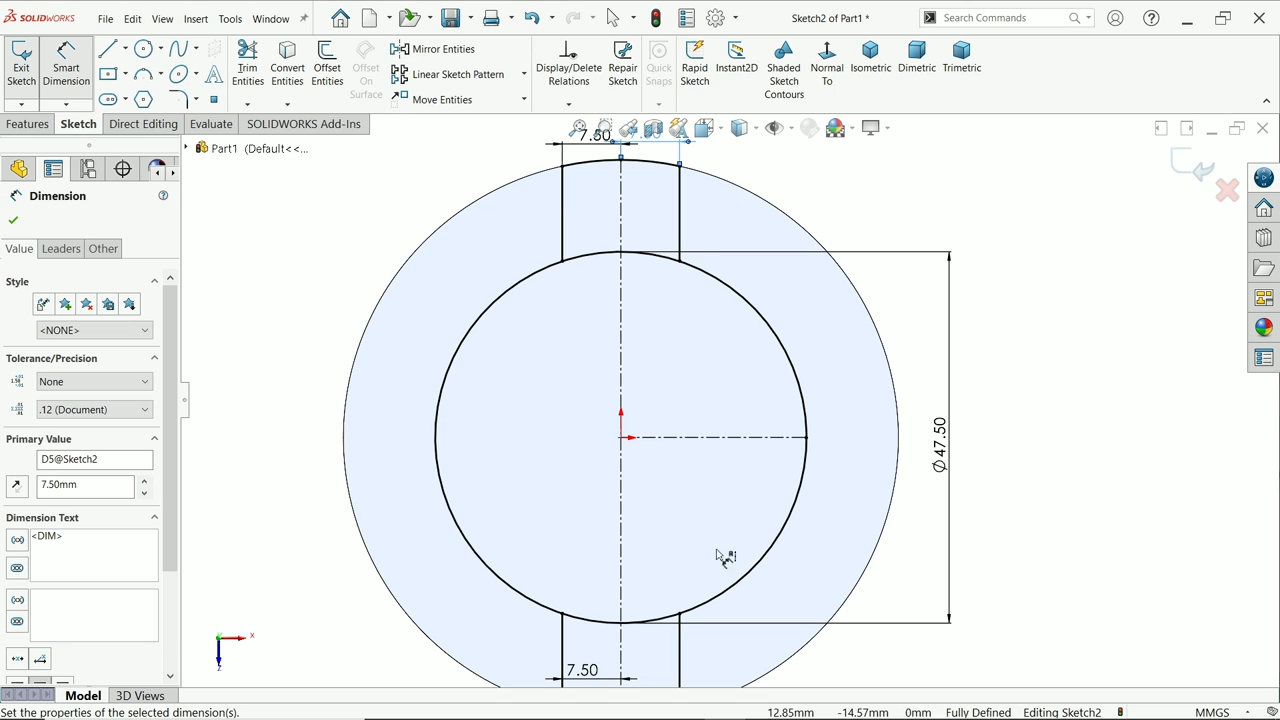 SOLIDWORKS
File Edit View Insert Tools Window
Sketch2 of Part1 *
Search Commands
Exit Sketch
Smart Dimension
Trim Entities
Convert Entities
Offset Entities
Offset On Surface
Mirror Entities
Linear Sketch Pattern
Move Entities
Display/Delete Relations
Repair Sketch
Quick Snaps
Rapid Sketch
Instant2D
Shaded Sketch Contours
Normal To
Isometric
Dimetric
Trimetric
Features Sketch Direct Editing Evaluate SOLIDWORKS Add-Ins
Part1 (Default<<...
Dimension
Value Leaders Other
Style
<NONE>
Tolerance/Precision
None
.12 (Document)
Primary Value
D5@Sketch2
7.50mm
Dimension Text
<DIM>
7.50
Ø47.50
7.50
x
z
Model 3D Views
Set the properties of the selected dimension(s).
12.85mm -14.57mm 0mm Fully Defined Editing Sketch2 MMGS